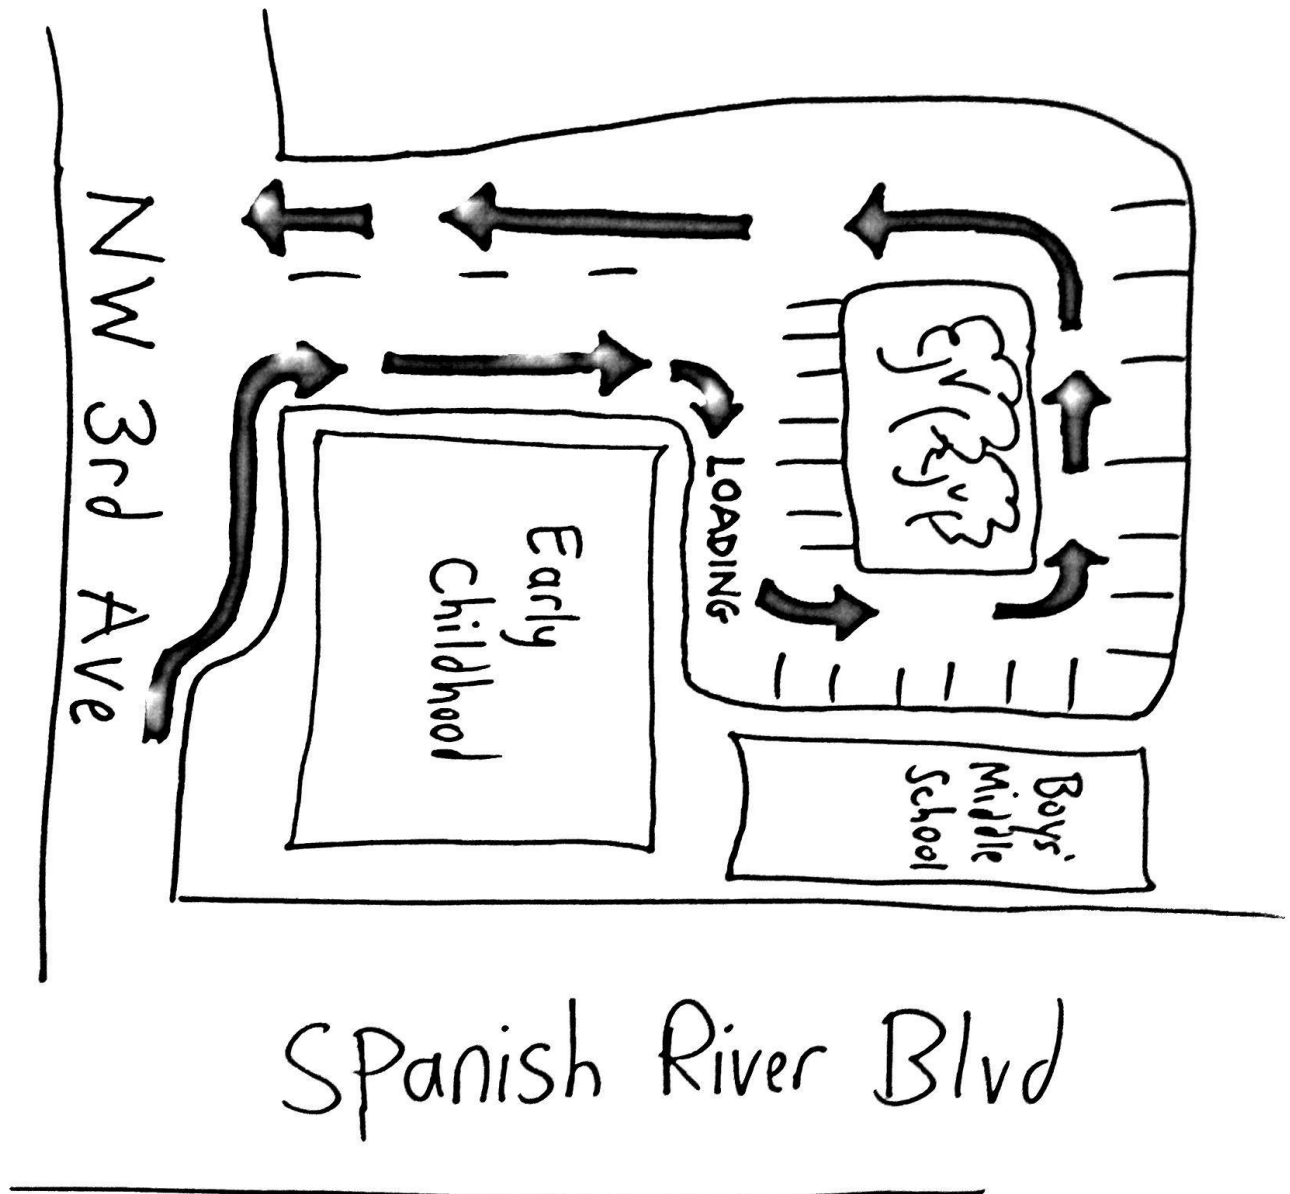 NW 3rd Ave
LOADING
Early
Childhood
Boys'
Middle
School
Spanish River Blvd